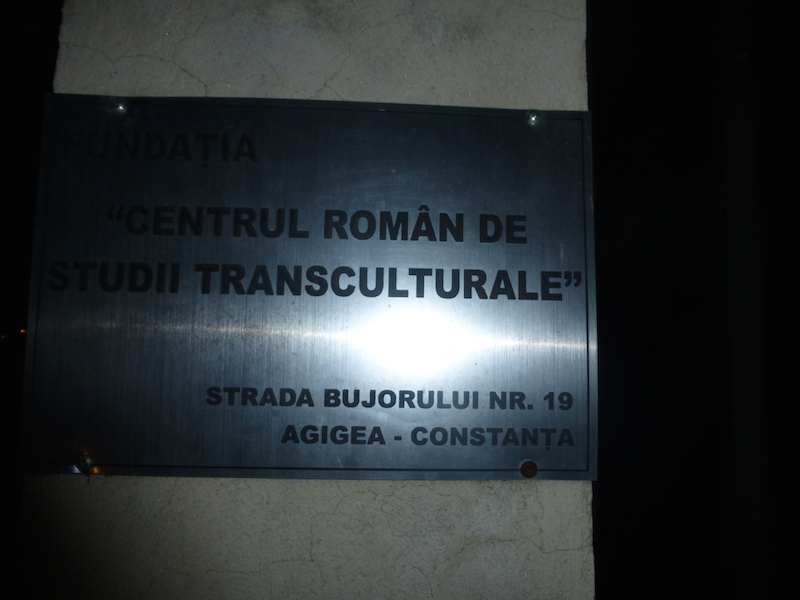 FUNDAȚIA
"CENTRUL ROMÂN DE
STUDII TRANSCULTURALE"
STRADA BUJORULUI NR. 19
AGIGEA - CONSTANȚA